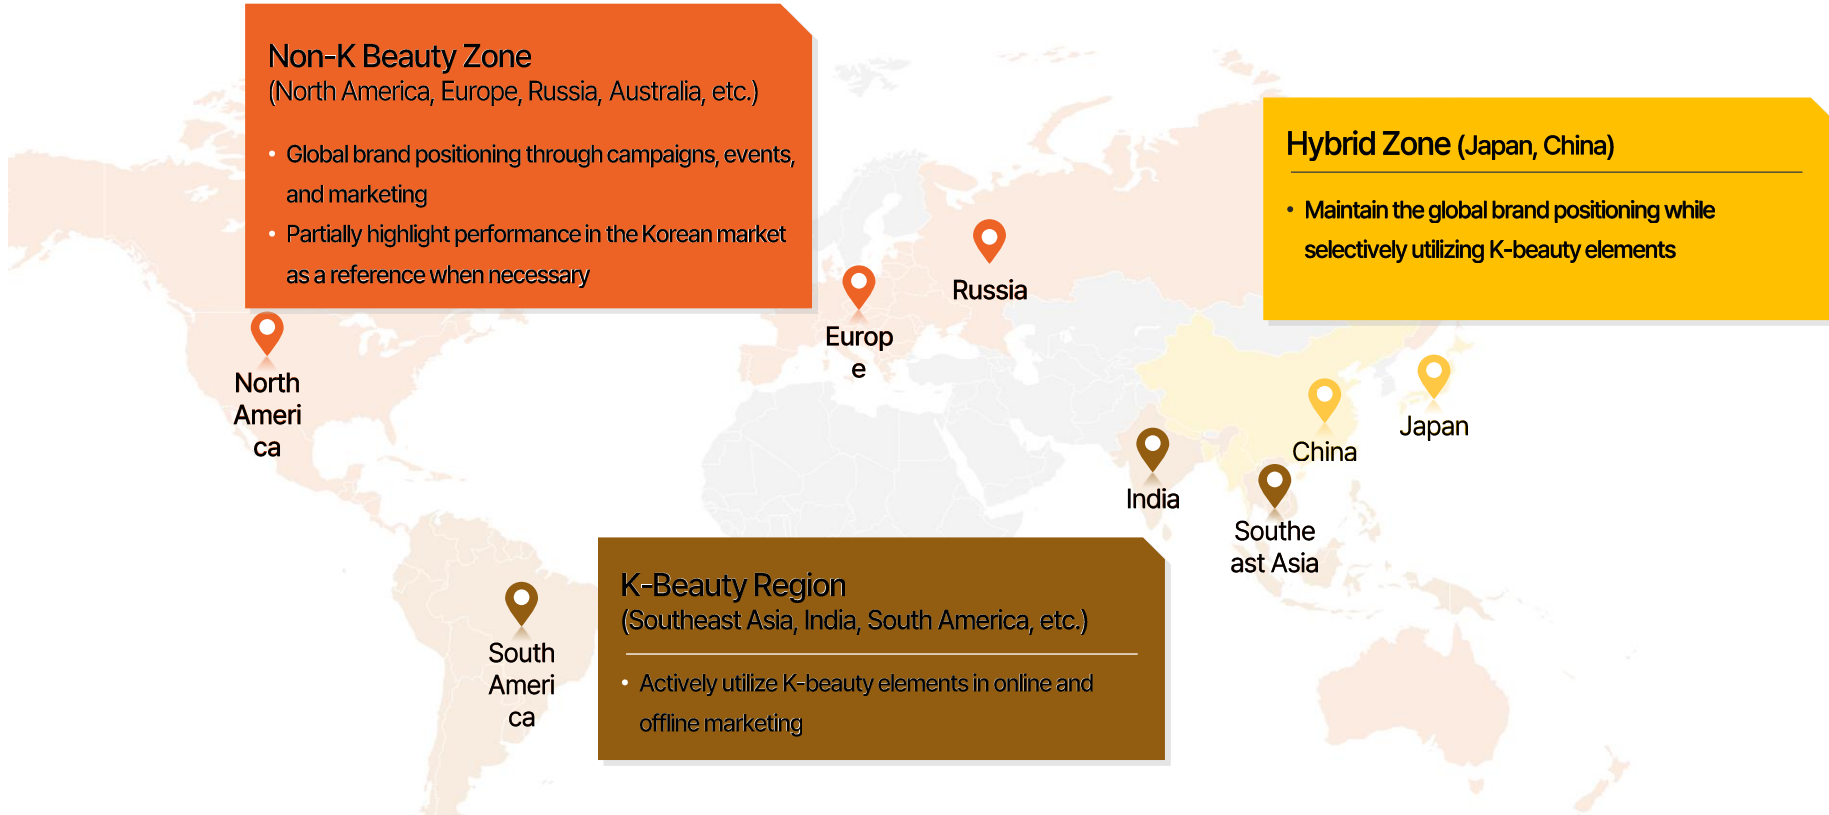 Non-K Beauty Zone
(North America, Europe, Russia, Australia, etc.)
• Global brand positioning through campaigns, events,
and marketing
• Partially highlight performance in the Korean market
as a reference when necessary
Hybrid Zone (Japan, China)
• Maintain the global brand positioning while
selectively utilizing K-beauty elements
Russia
Europ
e
North
Ameri
ca
Japan
China
India
Southe
ast Asia
K-Beauty Region
(Southeast Asia, India, South America, etc.)
• Actively utilize K-beauty elements in online and
offline marketing
South
Ameri
ca